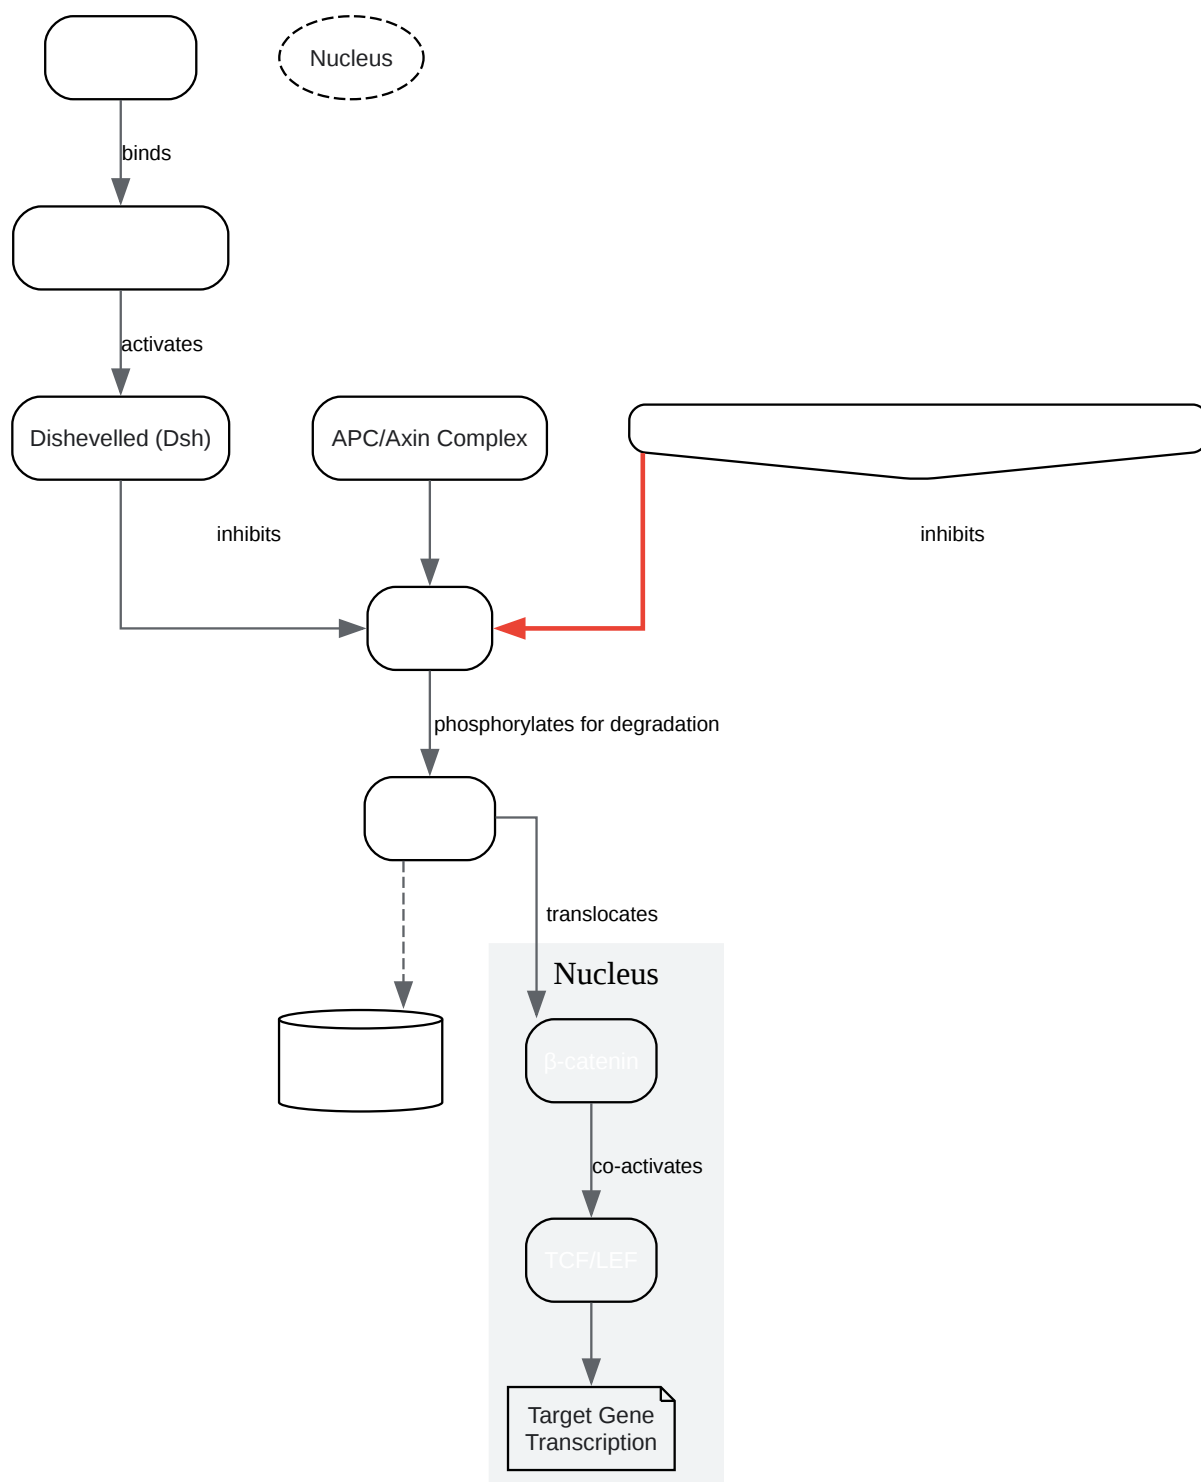 Nucleus
binds
activates
Dishevelled (Dsh)
APC/Axin Complex
inhibits
inhibits
phosphorylates for degradation
translocates
Nucleus
β-catenin
co-activates
TCF/LEF
Target Gene
Transcription